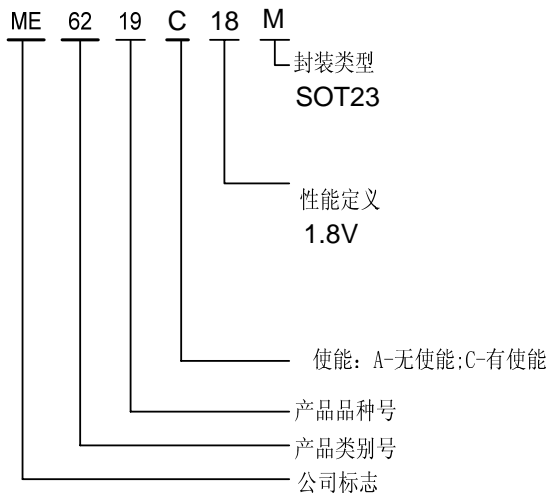 ME 62 19 C 18 M
封装类型
SOT23
性能定义
1.8V
使能：A-无使能;C-有使能
产品品种号
产品类别号
公司标志